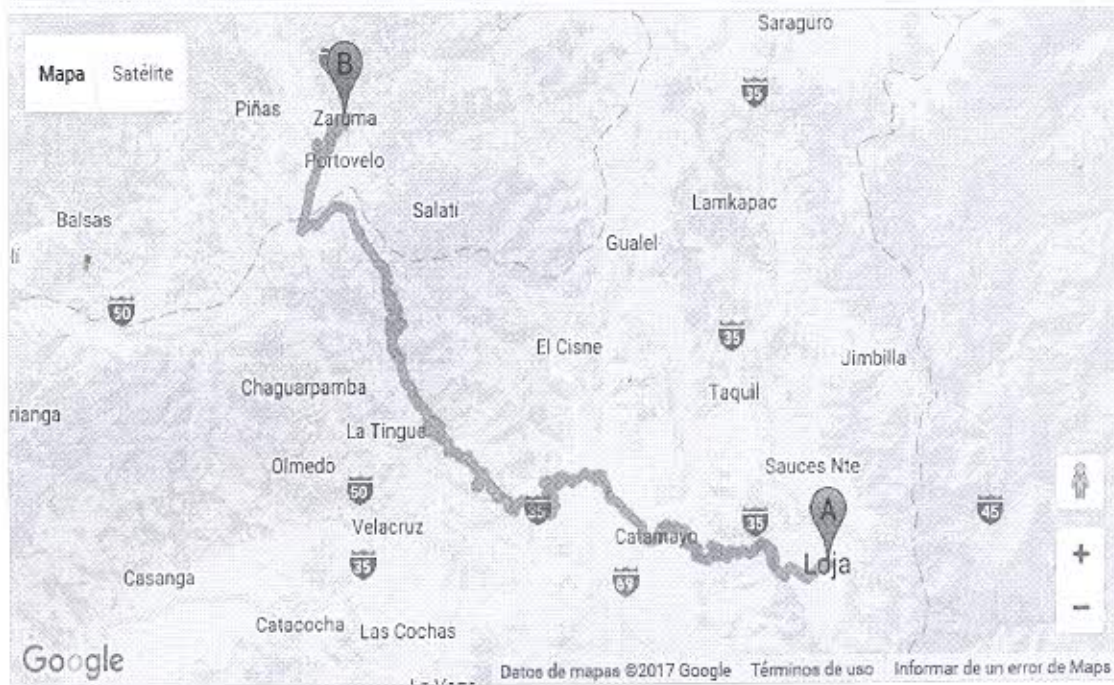 Saraguro
Mapa Satélite
B
35
Piñas
Zaruma
Portovelo
Lamkapac
Balsas
Salatí
Gualel
50
35
El Cisne
Jimbilla
Chaguarpamba
Taquil
rianga
La Tingue
Olmedo
Sauces Nte
50
A
35
35
45
Velacruz
Catamayo
35
Loja
Casanga
69
+
−
Catacocha
Las Cochas
Google
Datos de mapas ©2017 Google Términos de uso Informar de un error de Maps